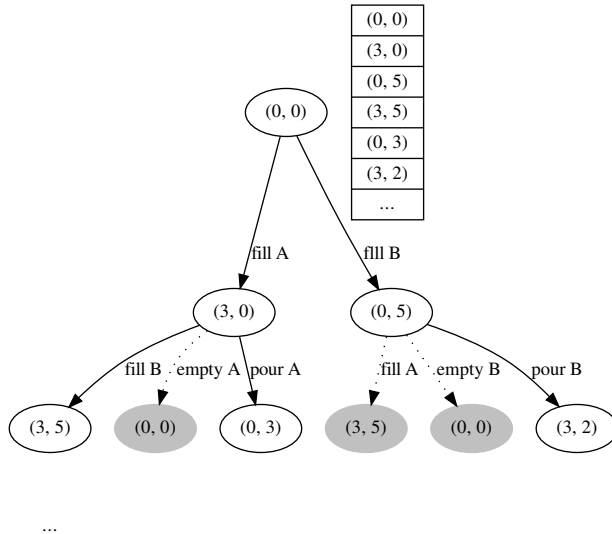 (0, 0)
(3, 0)
(0, 5)
(3, 5)
(0, 3)
(3, 2)
...
(0, 0)
fill A
flll B
(3, 0)
(0, 5)
fill B
empty A
pour A
fill A
empty B
pour B
(3, 5)
(0, 0)
(0, 3)
(3, 5)
(0, 0)
(3, 2)
...